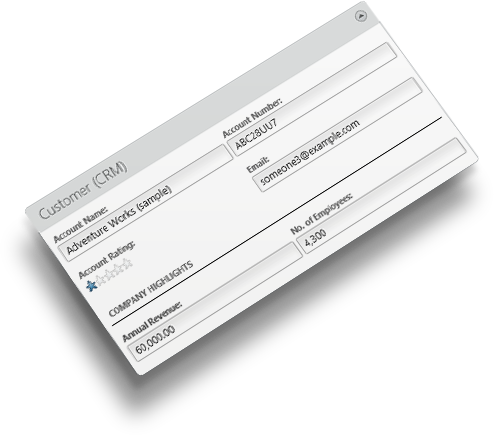 Customer (CRM)
Account Name:
Adventure Works (sample)
Account Number:
ABC28UU7
Account Rating:
Email:
someone3@example.com
COMPANY HIGHLIGHTS
Annual Revenue:
60,000.00
No. of Employees:
4,300